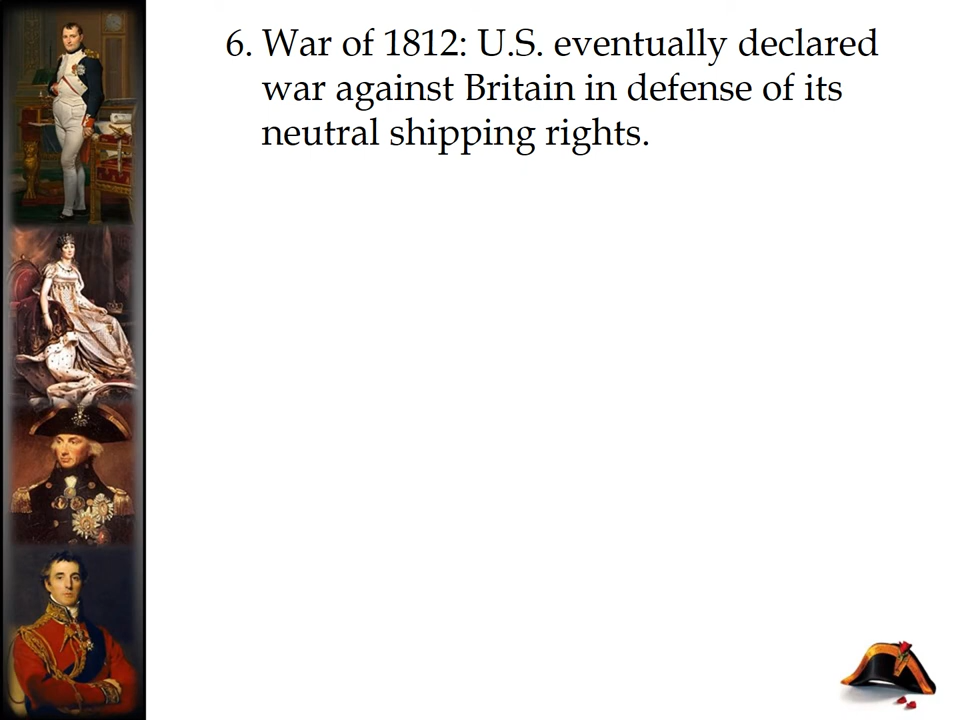 6. War of 1812: U.S. eventually declared
war against Britain in defense of its
neutral shipping rights.